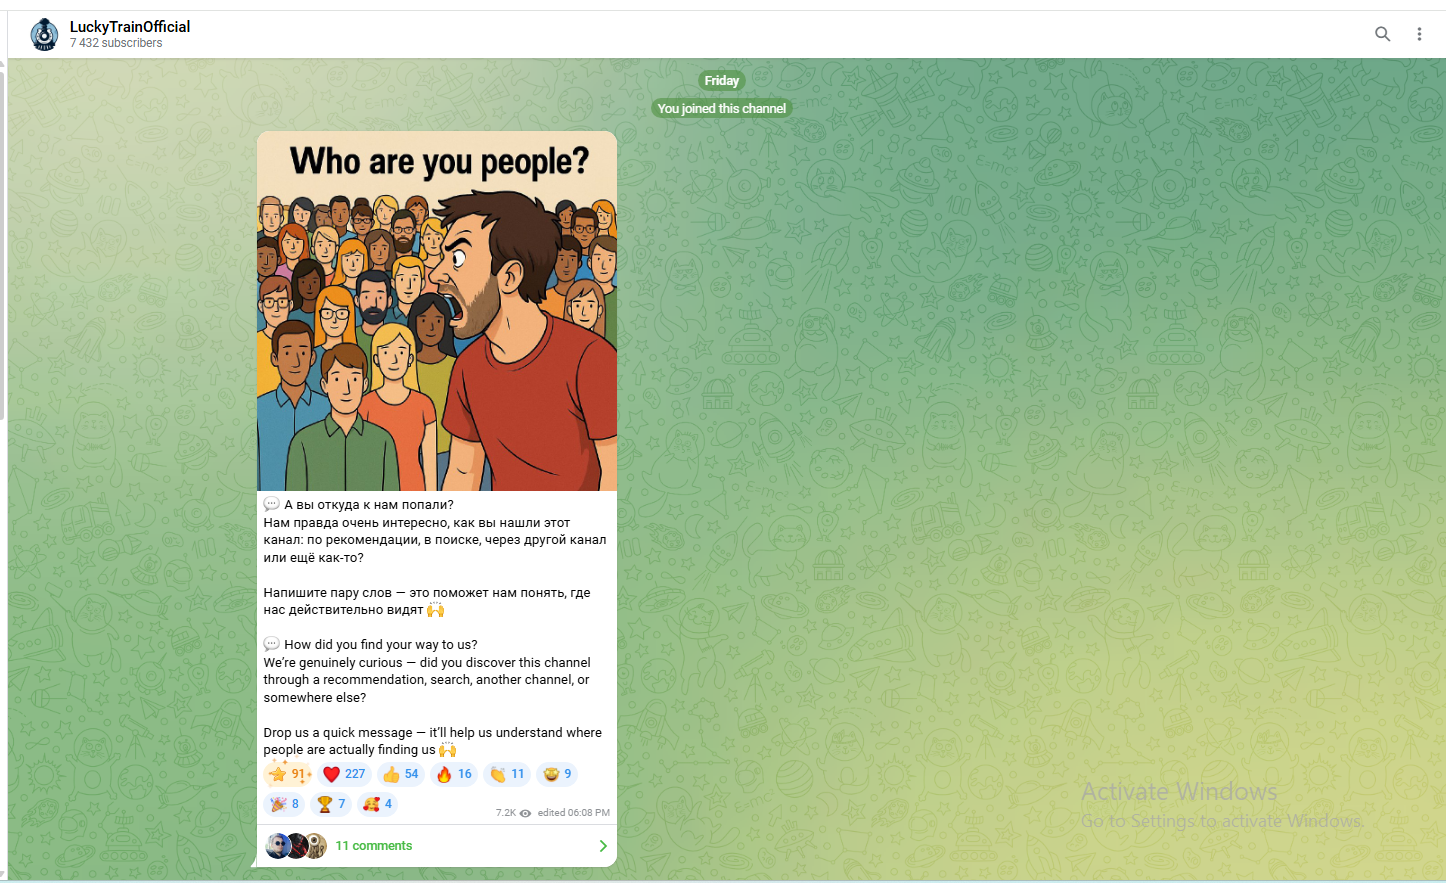 LuckyTrainOfficial
7 432 subscribers
Friday
You joined this channel
Who are you people?
💬 А вы откуда к нам попали?
Нам правда очень интересно, как вы нашли этот
канал: по рекомендации, в поиске, через другой канал
или ещё как-то?
Напишите пару слов — это поможет нам понять, где
нас действительно видят 🙌
💬 How did you find your way to us?
We’re genuinely curious — did you discover this channel
through a recommendation, search, another channel, or
somewhere else?
Drop us a quick message — it’ll help us understand where
people are actually finding us 🙌
⭐ 91 ❤️ 227 👍 54 🔥 16 👏 11 🤩 9
🎉 8 🏆 7 🥰 4
7.2K edited 06:08 PM
11 comments
Activate Windows
Go to Settings to activate Windows.